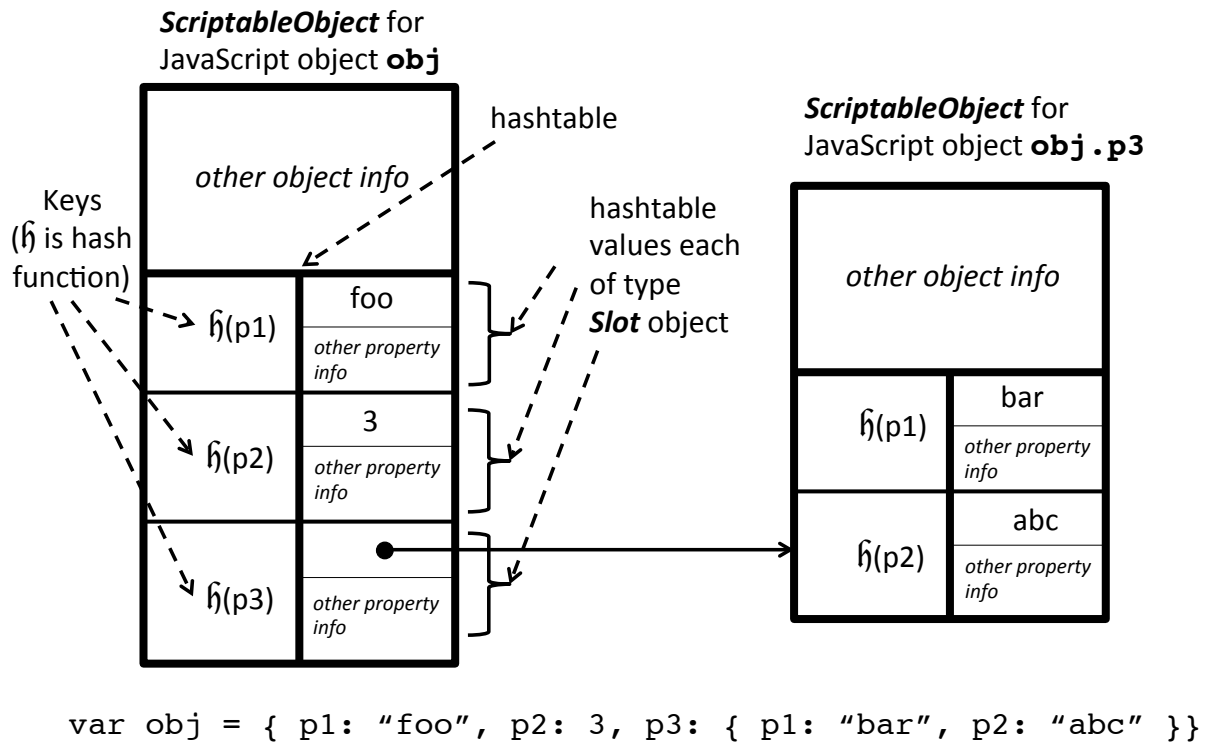 ScriptableObject for
JavaScript object obj
hashtable
ScriptableObject for
JavaScript object obj.p3
other object info
Keys
(ɧ is hash
function)
hashtable
values each
of type
Slot object
ɧ(p1)
foo
other property
info
ɧ(p2)
3
other property
info
ɧ(p3)
other property
info
other object info
ɧ(p1)
bar
other property
info
ɧ(p2)
abc
other property
info
var obj = { p1: “foo”, p2: 3, p3: { p1: “bar”, p2: “abc” }}